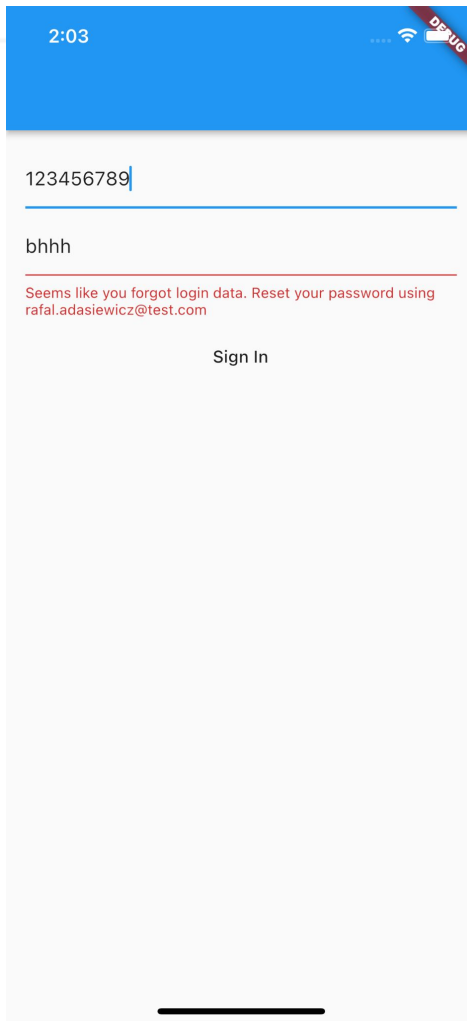 2:03
DEBUG
123456789
bhhh
Seems like you forgot login data. Reset your password using
rafal.adasiewicz@test.com
Sign In